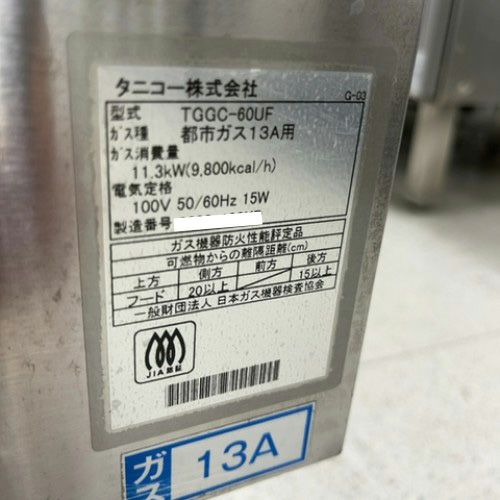 タニコー株式会社
G-03
型式 TGGC-60UF
ガス種 都市ガス13A用
ガス消費量
11.3kW(9,800kcal/h)
電気定格
100V 50/60Hz 15W
製造番号
ガス機器防火性能評定品
可燃物からの離隔距離(cm)
上方 側方 前方 後方
フード 20以上 15以上
一般財団法人 日本ガス機器検査協会
JIA認証
ガス 13A